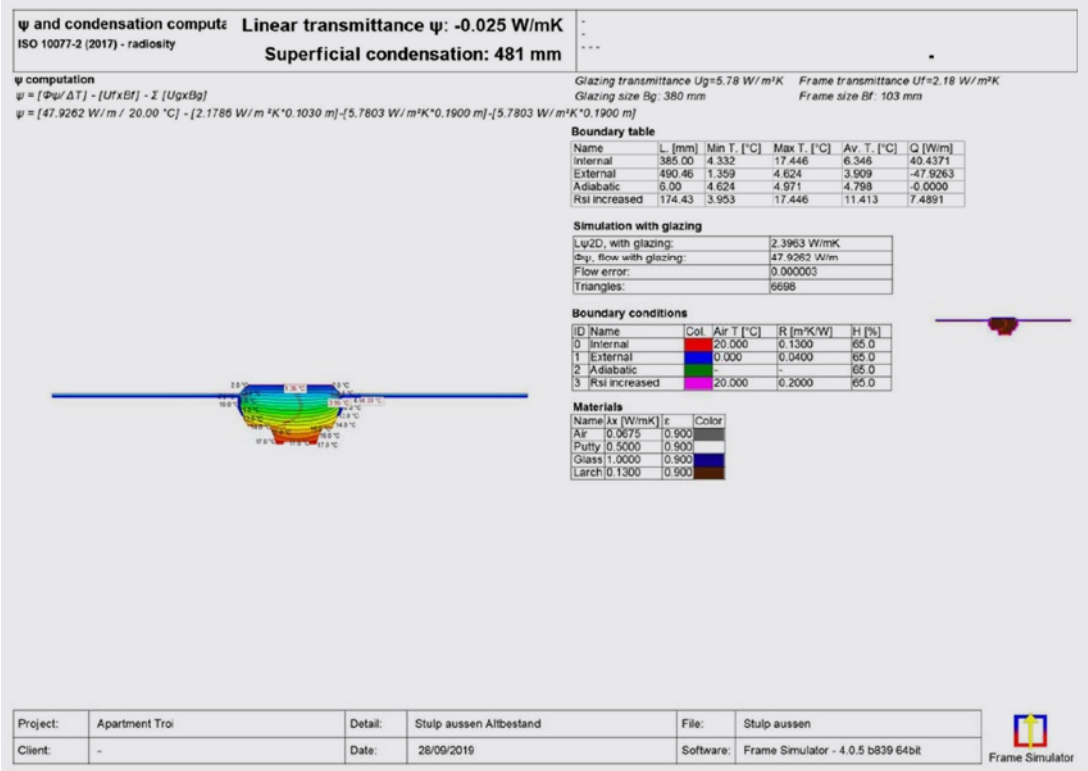 ψ and condensation computa Linear transmittance ψ: -0.025 W/mK
ISO 10077-2 (2017) - radiosity
Superficial condensation: 481 mm
-
-
- - -
-
ψ computation
ψ = [Φψ/ΔT] - [UfxBf] - Σ [UgxBg]
ψ = [47.9262 W/m / 20.00 °C] - [2.1786 W/m²K*0.1030 m]-[5.7803 W/m²K*0.1900 m]-[5.7803 W/m²K*0.1900 m]
Glazing transmittance Ug=5.78 W/m²K Frame transmittance Uf=2.18 W/m²K
Glazing size Bg: 380 mm Frame size Bf: 103 mm
Boundary table
Name L. [mm] Min T. [°C] Max T. [°C] Av. T. [°C] Q [W/m]
Internal 385.00 4.332 17.446 6.346 40.4371
External 490.46 1.359 4.624 3.909 -47.9263
Adiabatic 6.00 4.624 4.971 4.798 -0.0000
Rsi increased 174.43 3.953 17.446 11.413 7.4891
Simulation with glazing
Lψ2D, with glazing: 2.3963 W/mK
Φψ, flow with glazing: 47.9262 W/m
Flow error: 0.000003
Triangles: 6698
Boundary conditions
ID Name Col. Air T [°C] R [m²K/W] H [%]
0 Internal 20.000 0.1300 65.0
1 External 0.000 0.0400 65.0
2 Adiabatic - - 65.0
3 Rsi increased 20.000 0.2000 65.0
Materials
Name λx [W/mK] ε Color
Air 0.0675 0.900
Putty 0.5000 0.900
Glass 1.0000 0.900
Larch 0.1300 0.900
Project: Apartment Troi Detail: Stulp aussen Altbestand File: Stulp aussen
Client: - Date: 28/09/2019 Software: Frame Simulator - 4.0.5 b839 64bit
Frame Simulator